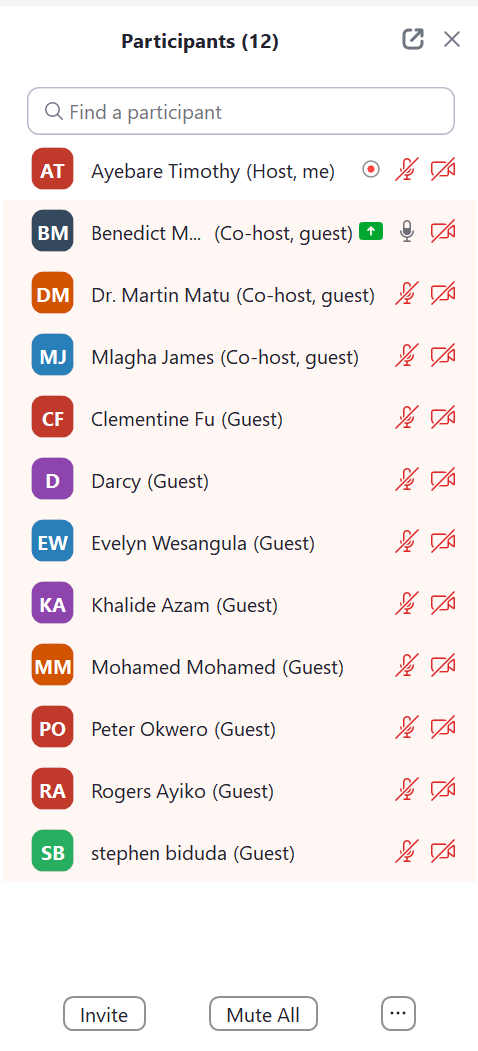 Participants (12)
Find a participant
AT Ayebare Timothy (Host, me)
BM Benedict M... (Co-host, guest)
DM Dr. Martin Matu (Co-host, guest)
MJ Mlagha James (Co-host, guest)
CF Clementine Fu (Guest)
D Darcy (Guest)
EW Evelyn Wesangula (Guest)
KA Khalide Azam (Guest)
MM Mohamed Mohamed (Guest)
PO Peter Okwero (Guest)
RA Rogers Ayiko (Guest)
SB stephen biduda (Guest)
Invite Mute All ...